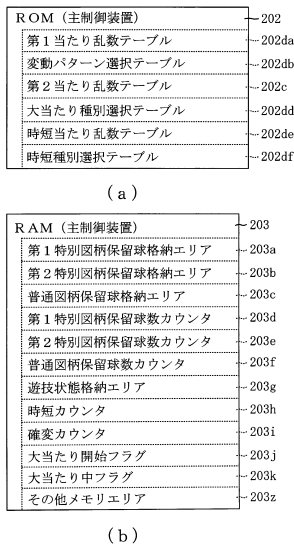 ROM（主制御装置） 202
第１当たり乱数テーブル 202da
変動パターン選択テーブル 202db
第２当たり乱数テーブル 202c
大当たり種別選択テーブル 202dd
時短当たり乱数テーブル 202de
時短種別選択テーブル 202df
(a)
RAM（主制御装置） 203
第１特別図柄保留球格納エリア 203a
第２特別図柄保留球格納エリア 203b
普通図柄保留球格納エリア 203c
第１特別図柄保留球数カウンタ 203d
第２特別図柄保留球数カウンタ 203e
普通図柄保留球数カウンタ 203f
遊技状態格納エリア 203g
時短カウンタ 203h
確変カウンタ 203i
大当たり開始フラグ 203j
大当たり中フラグ 203k
その他メモリエリア 203z
(b)